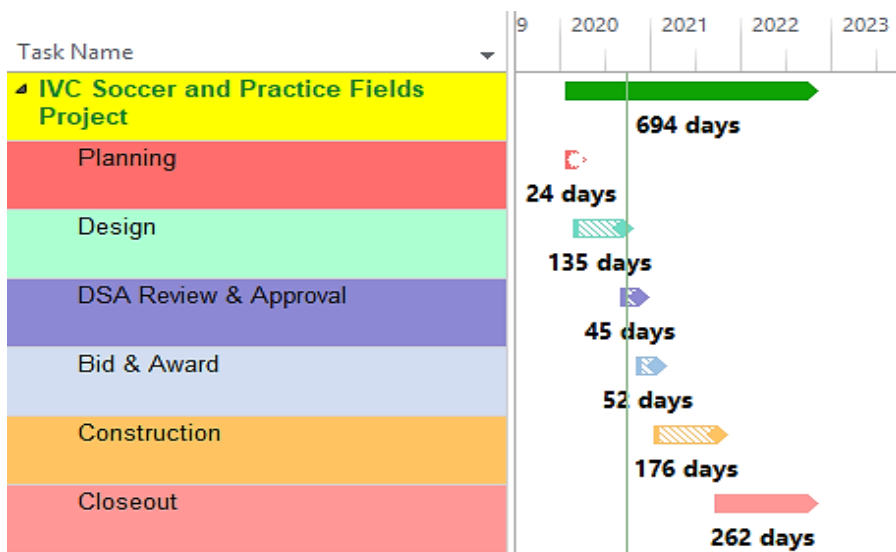 9 2020 2021 2022 2023
Task Name
IVC Soccer and Practice Fields
Project
694 days
Planning
24 days
Design
135 days
DSA Review & Approval
45 days
Bid & Award
52 days
Construction
176 days
Closeout
262 days